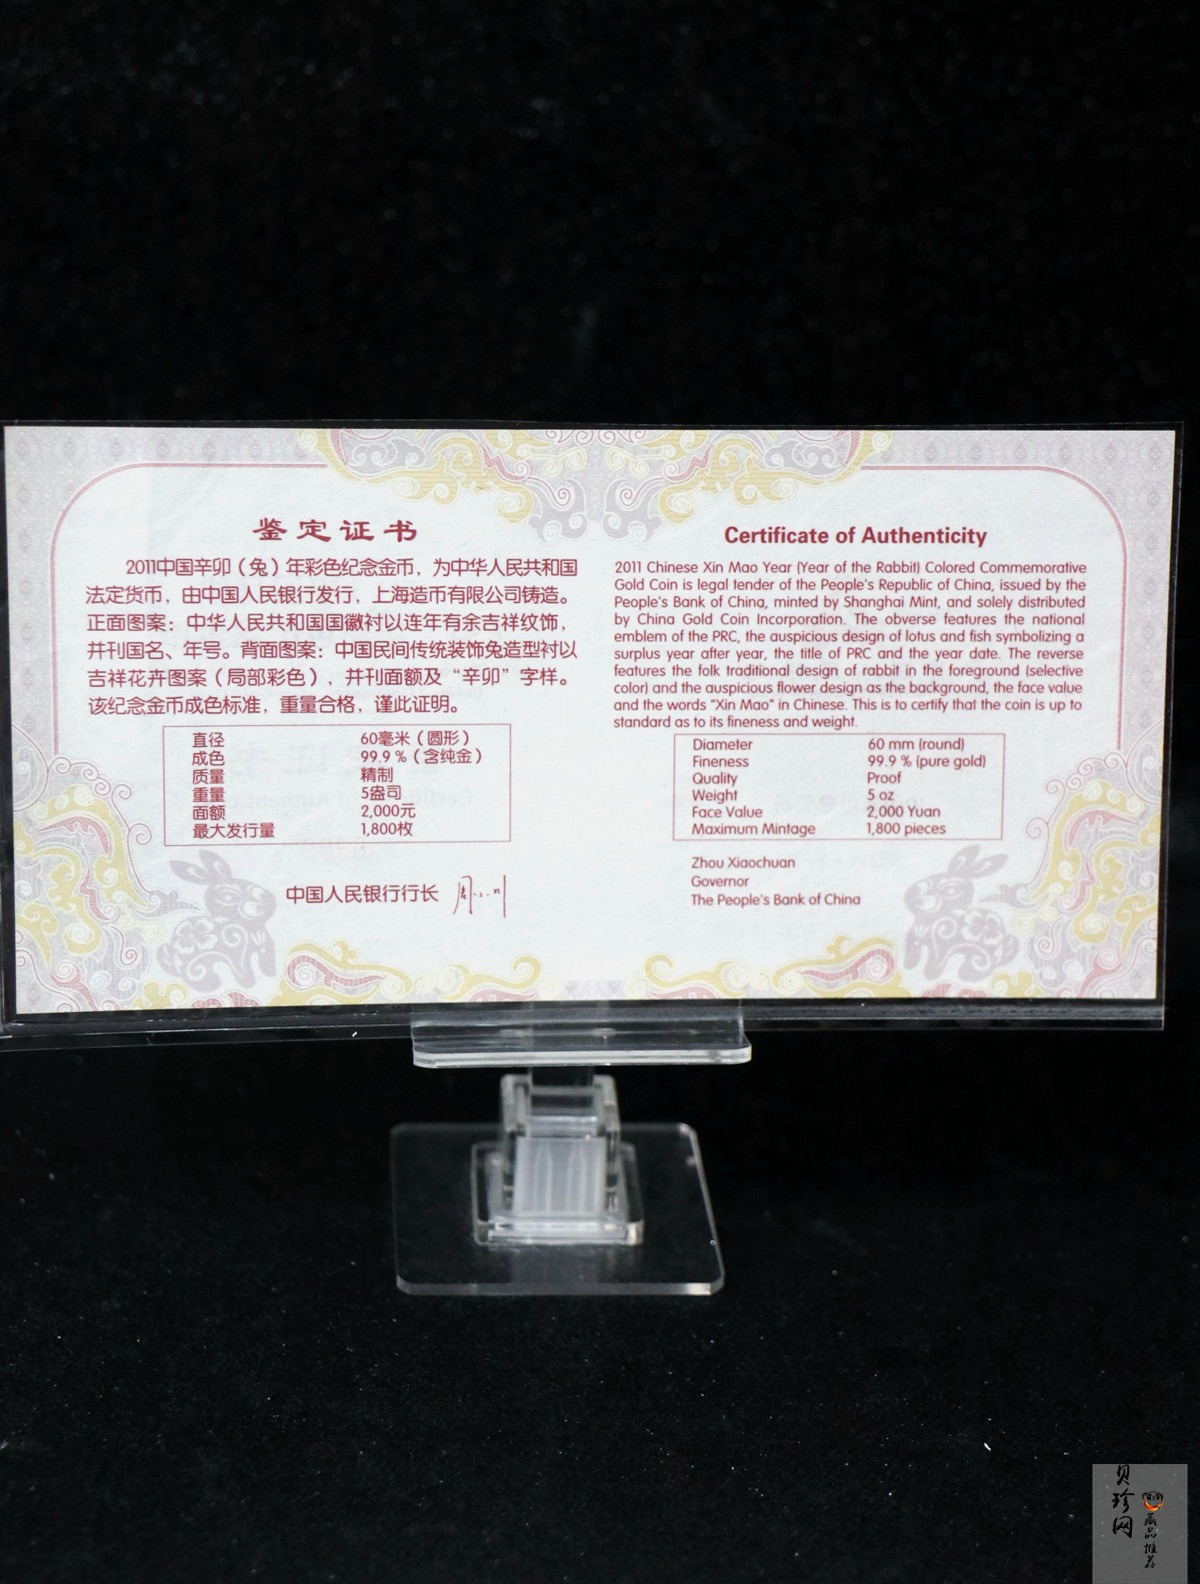 鉴定证书
2011中国辛卯（兔）年彩色纪念金币，为中华人民共和国
法定货币，由中国人民银行发行，上海造币有限公司铸造。
正面图案：中华人民共和国国徽衬以连年有余吉祥纹饰，
并刊国名、年号。背面图案：中国民间传统装饰兔造型衬以
吉祥花卉图案（局部彩色），并刊面额及“辛卯”字样。
该纪念金币成色标准，重量合格，谨此证明。
直径 60毫米（圆形）
成色 99.9％（含纯金）
质量 精制
重量 5盎司
面额 2,000元
最大发行量 1,800枚
中国人民银行行长
Certificate of Authenticity
2011 Chinese Xin Mao Year (Year of the Rabbit) Colored Commemorative
Gold Coin is legal tender of the People's Republic of China, issued by the
People's Bank of China, minted by Shanghai Mint, and solely distributed
by China Gold Coin Incorporation. The obverse features the national
emblem of the PRC, the auspicious design of lotus and fish symbolizing a
surplus year after year, the title of PRC and the year date. The reverse
features the folk traditional design of rabbit in the foreground (selective
color) and the auspicious flower design as the background, the face value
and the words "Xin Mao" in Chinese. This is to certify that the coin is up to
standard as to its fineness and weight.
Diameter 60 mm (round)
Fineness 99.9 % (pure gold)
Quality Proof
Weight 5 oz
Face Value 2,000 Yuan
Maximum Mintage 1,800 pieces
Zhou Xiaochuan
Governor
The People's Bank of China
贝珍网
藏品推荐